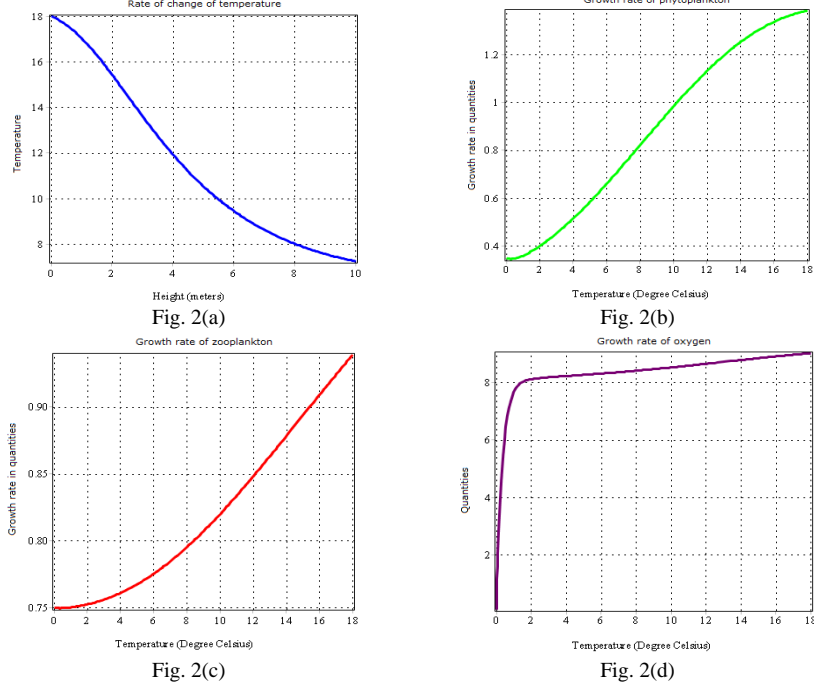 Rate of change of temperature
18
16
14
12
10
8
Temperature
0 2 4 6 8 10
Height (meters)
Fig. 2(a)
Growth rate of phytoplankton
1.2
1
0.8
0.6
0.4
Growth rate in quantities
0 2 4 6 8 10 12 14 16 18
Temperature (Degree Celsius)
Fig. 2(b)
Growth rate of zooplankton
0.90
0.85
0.80
0.75
Growth rate in quantities
0 2 4 6 8 10 12 14 16 18
Temperature (Degree Celsius)
Fig. 2(c)
Growth rate of oxygen
8
6
4
2
Quantities
0 2 4 6 8 10 12 14 16 18
Temperature (Degree Celsius)
Fig. 2(d)